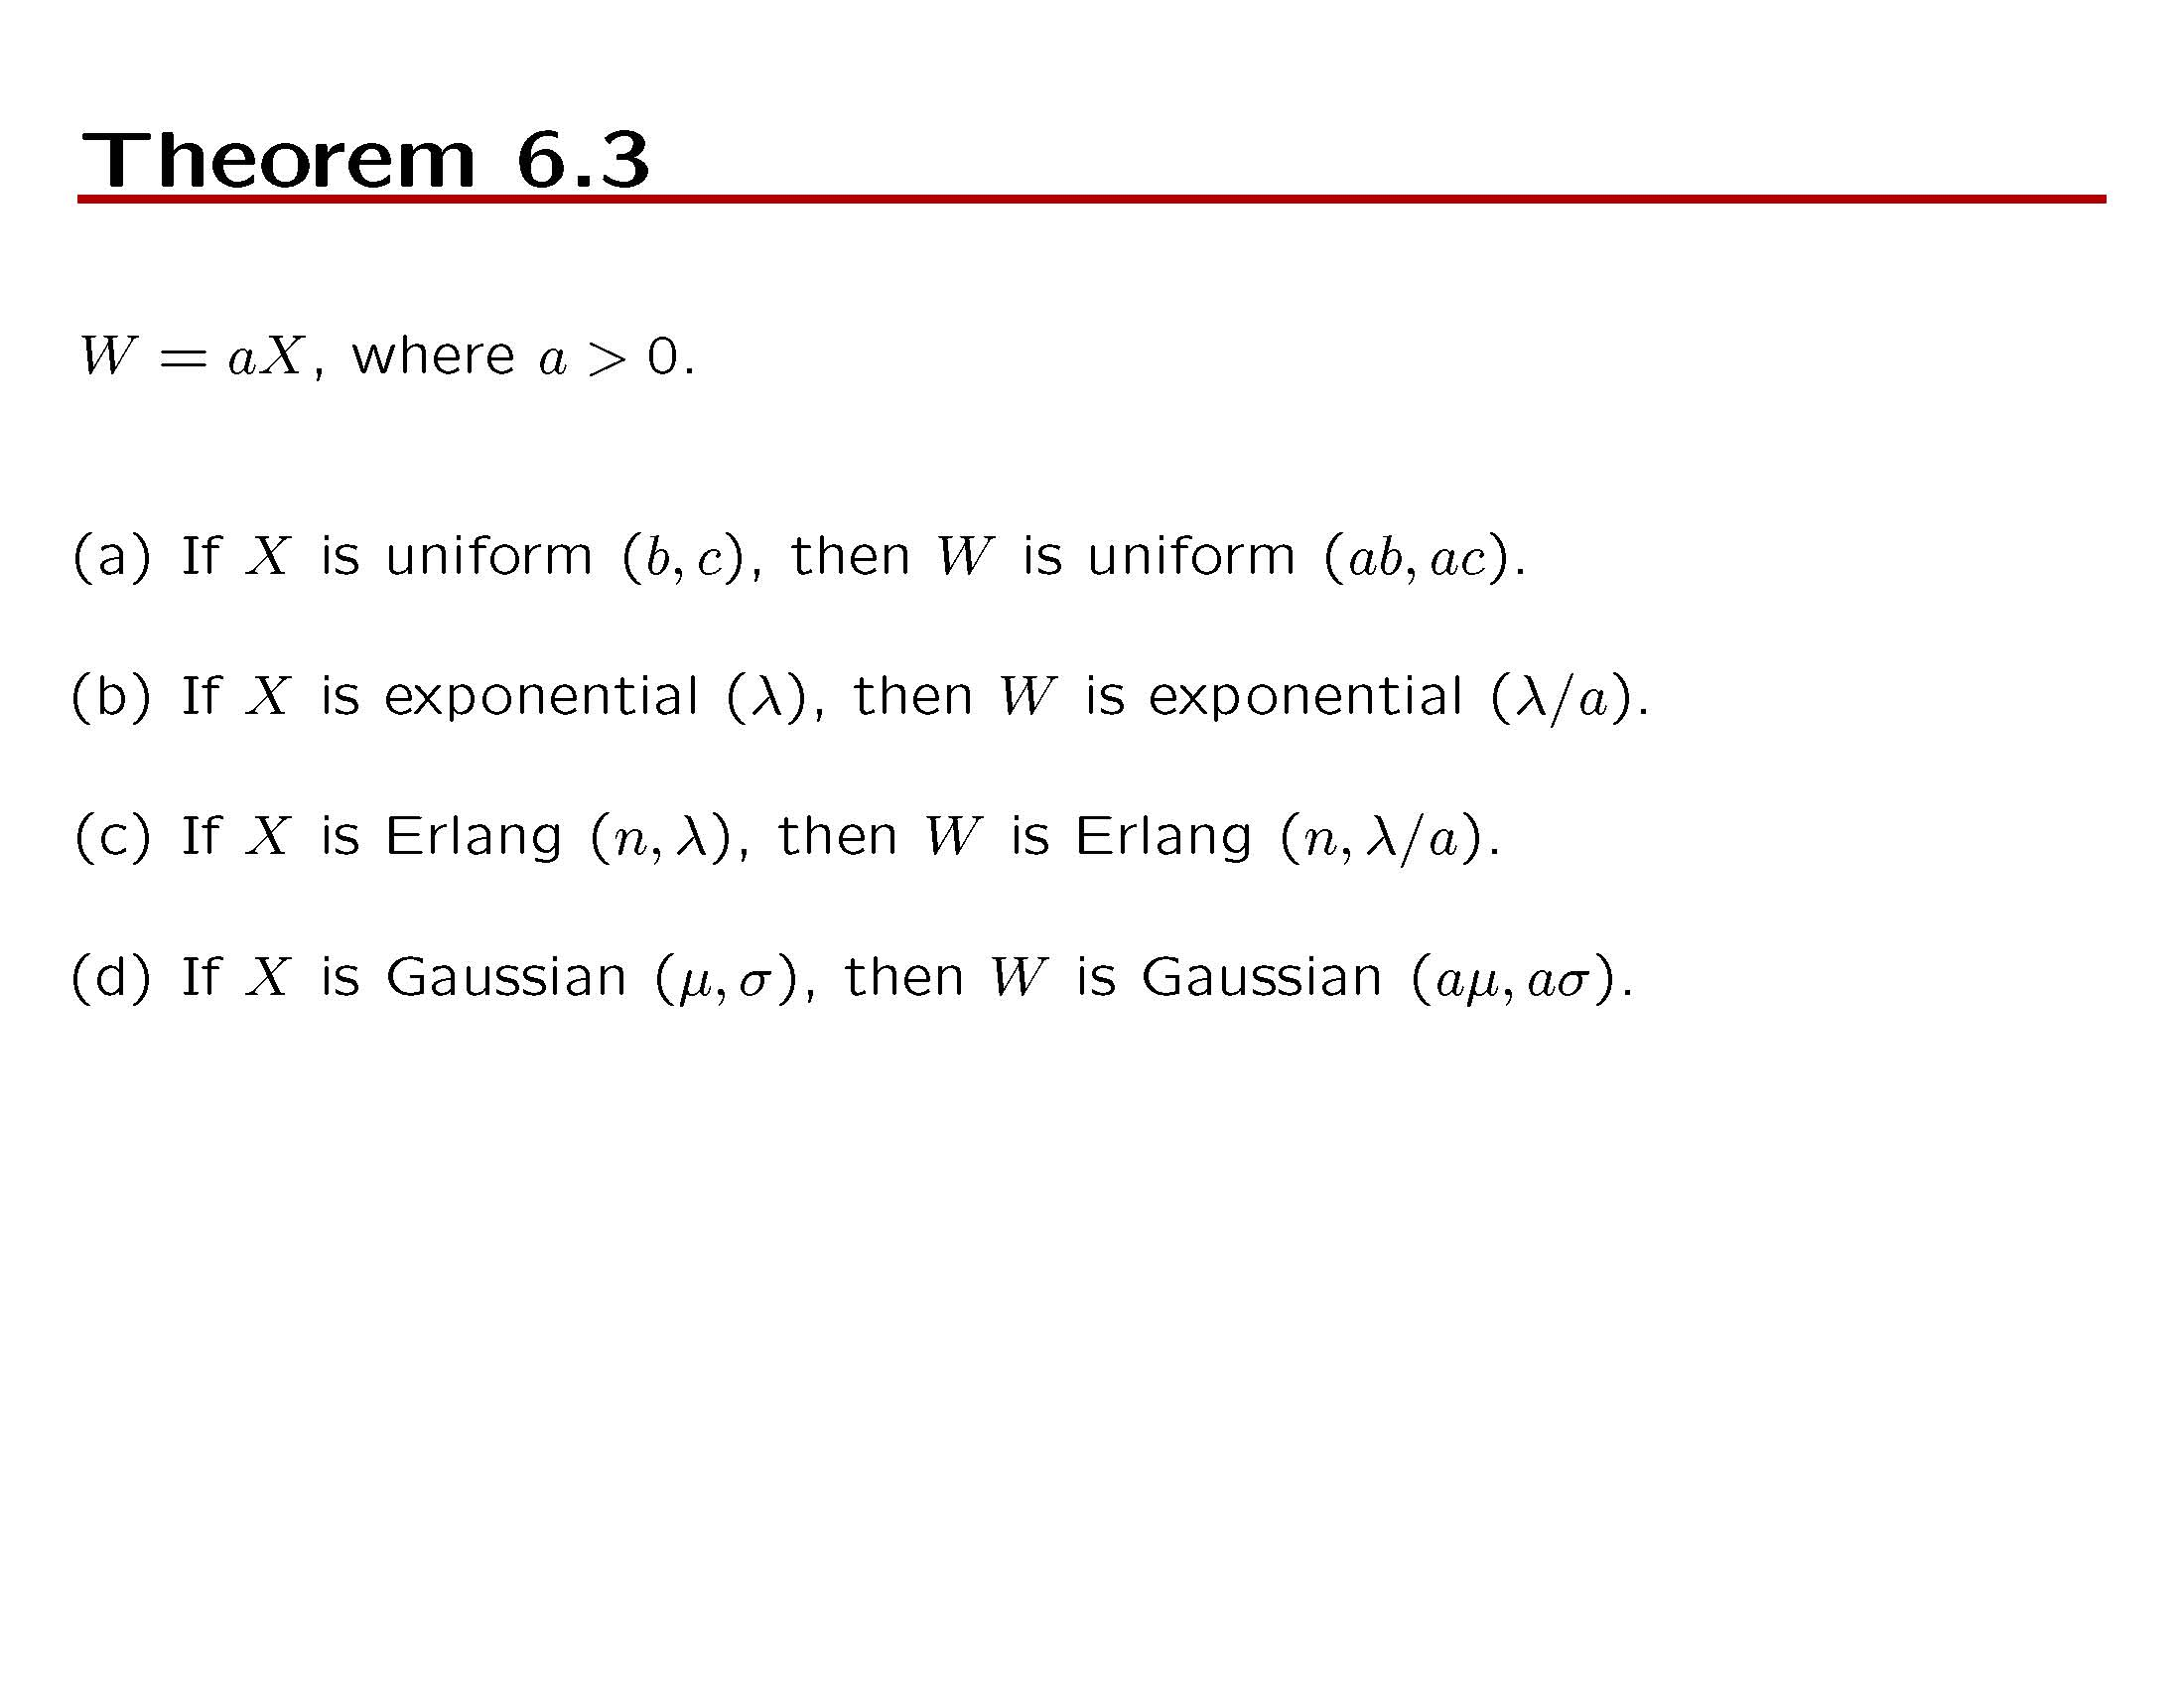 Theorem 6.3
W = aX, where a > 0.
(a) If X is uniform (b, c), then W is uniform (ab, ac).
(b) If X is exponential (λ), then W is exponential (λ/a).
(c) If X is Erlang (n, λ), then W is Erlang (n, λ/a).
(d) If X is Gaussian (μ, σ), then W is Gaussian (aμ, aσ).